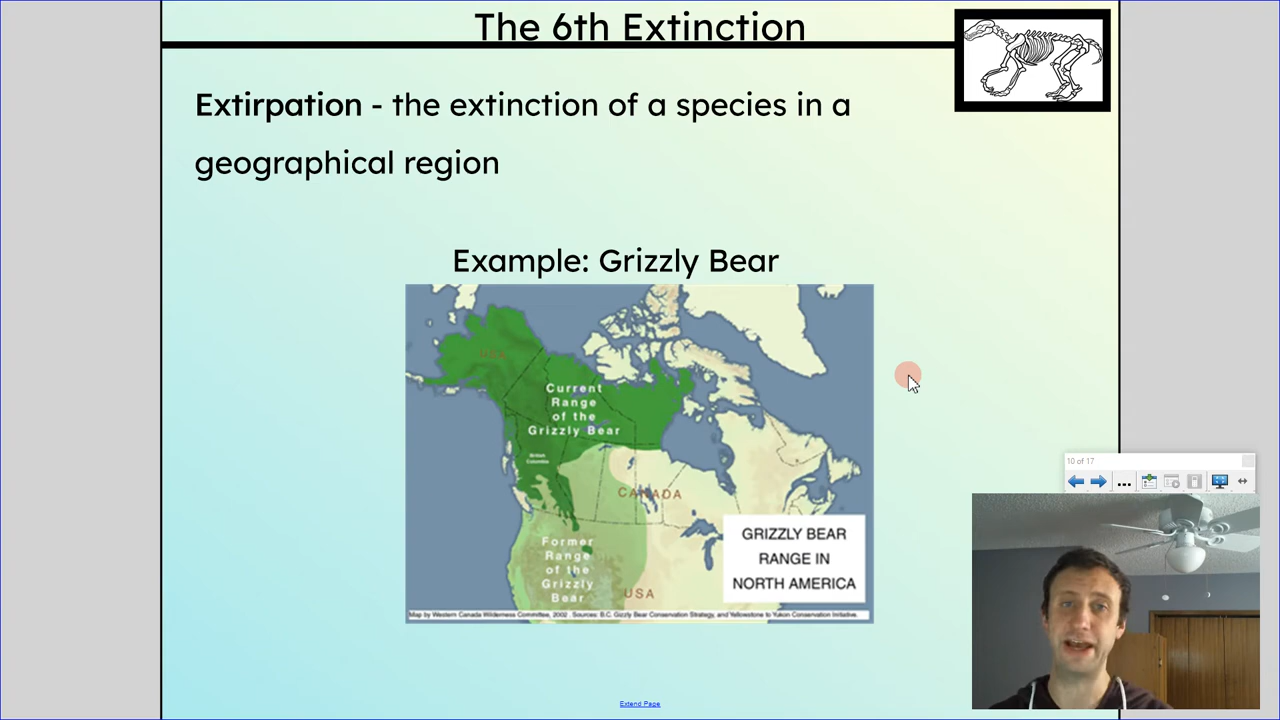 The 6th Extinction
Extirpation - the extinction of a species in a
geographical region
Example: Grizzly Bear
USA
Current
Range
of the
Grizzly Bear
British
Columbia
CANADA
Former
Range
of the
Grizzly
Bear
USA
GRIZZLY BEAR
RANGE IN
NORTH AMERICA
Map by Western Canada Wilderness Committee, 2002. Sources: B.C. Grizzly Bear Conservation Strategy, and Yellowstone to Yukon Conservation Initiative.
10 of 17
Extend Page